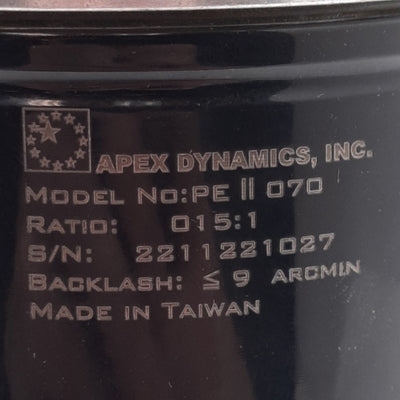 APEX DYNAMICS, INC.
MODEL NO:PE II 070
RATIO: 015:1
S/N: 2211221027
BACKLASH: ≤ 9 ARCMIN
MADE IN TAIWAN